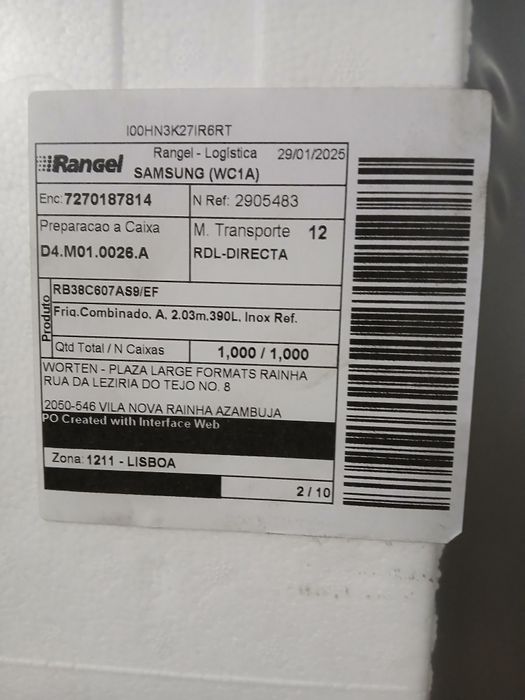 I00HN3K27IR6RT
Rangel
Rangel - Logística 29/01/2025
SAMSUNG (WC1A)
Enc: 7270187814
N Ref: 2905483
Preparacao a Caixa
D4.M01.0026.A
M. Transporte 12
RDL-DIRECTA
Produto
RB38C607AS9/EF
Frig.Combinado. A. 2.03m.390L. Inox Ref.
Qtd Total / N Caixas 1,000 / 1,000
WORTEN - PLAZA LARGE FORMATS RAINHA
RUA DA LEZIRIA DO TEJO NO. 8
2050-546 VILA NOVA RAINHA AZAMBUJA
PO Created with Interface Web
Zona: 1211 - LISBOA
2 / 10